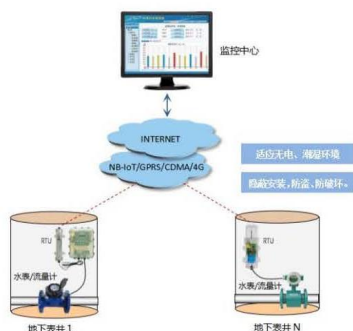 监控中心
INTERNET
NB-IoT/GPRS/CDMA/4G
适应无电、潮湿环境
隐蔽安装，防盗、防破坏。
RTU
水表/流量计
地下表井 1
RTU
水表/流量计
地下表井 N